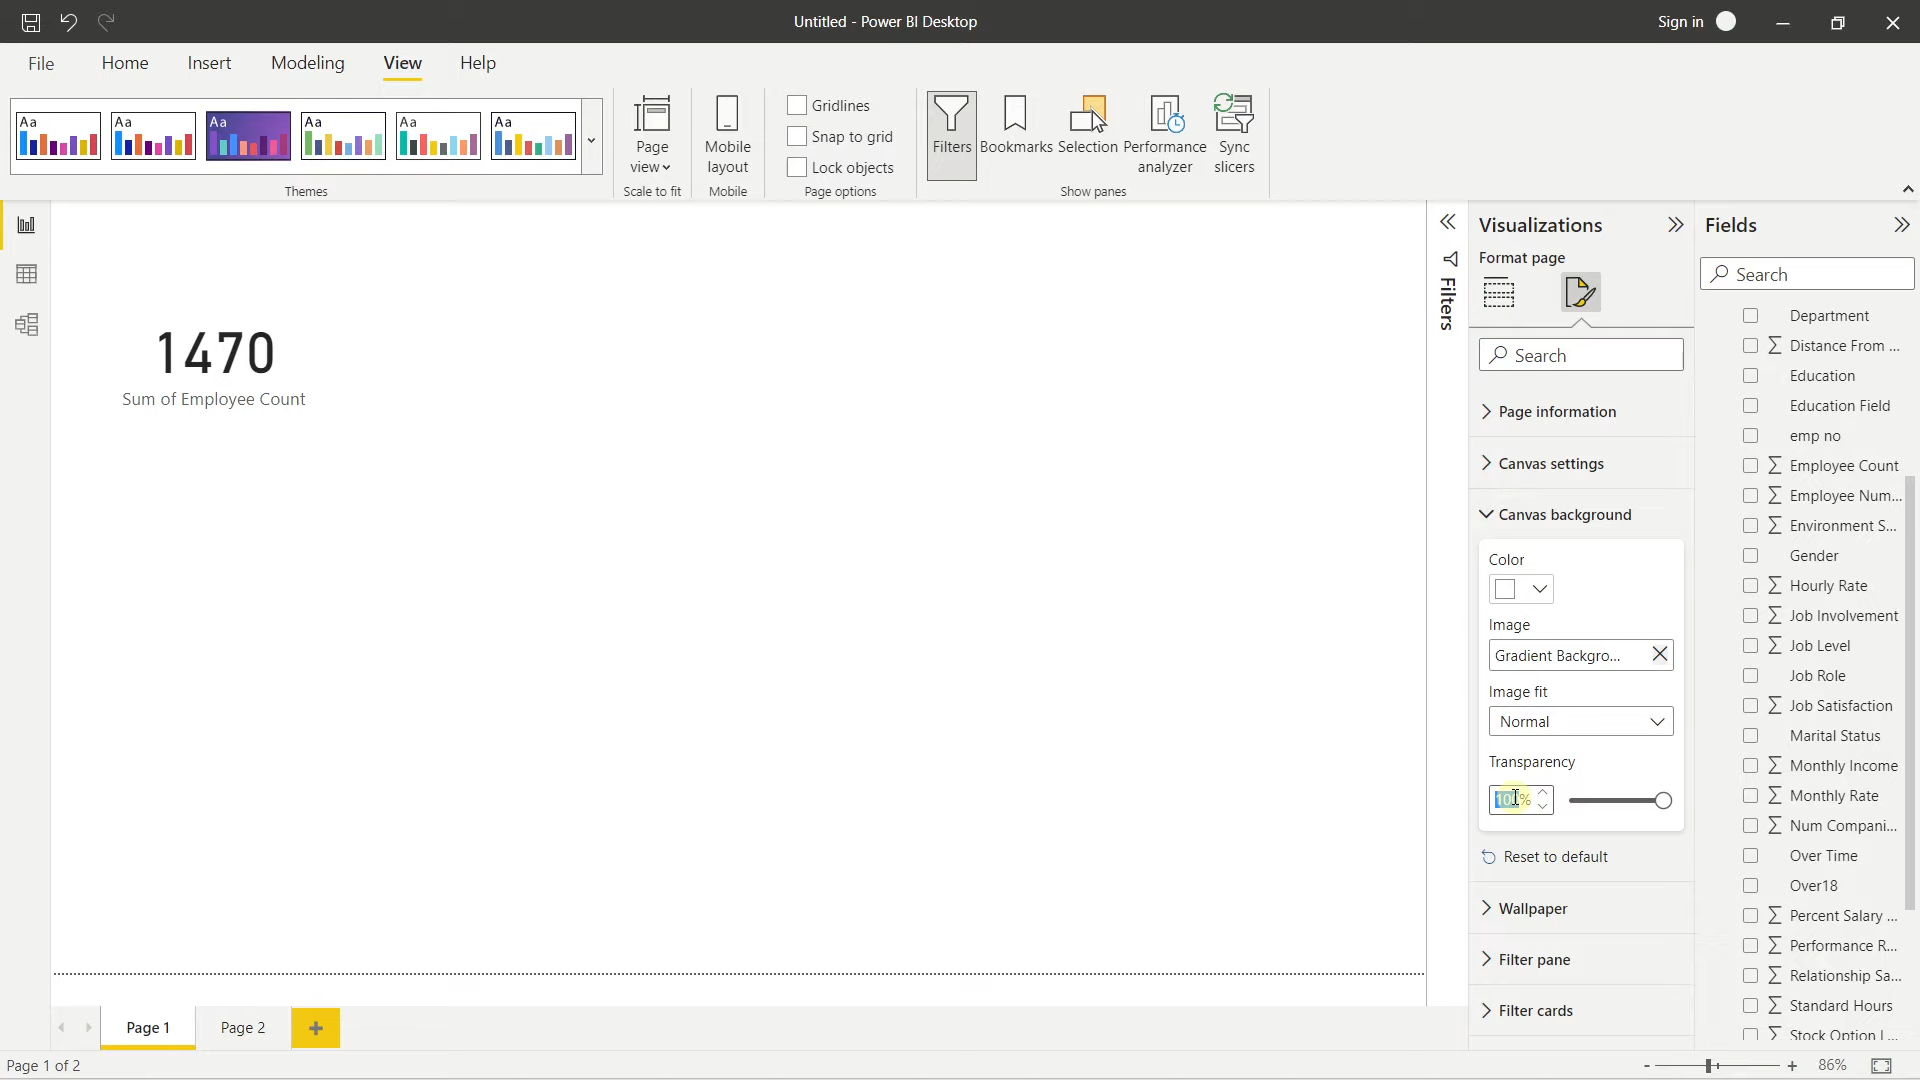 Untitled - Power BI Desktop
Sign in
File
Home
Insert
Modeling
View
Help
Aa
Aa
Aa
Aa
Aa
Aa
Themes
Page view
Scale to fit
Mobile layout
Mobile
Gridlines
Snap to grid
Lock objects
Page options
Filters
Bookmarks
Selection
Performance analyzer
Sync slicers
Show panes
1470
Sum of Employee Count
Filters
Visualizations
Format page
Search
Page information
Canvas settings
Canvas background
Color
Image
Gradient Backgro...
Image fit
Normal
Transparency
%
Reset to default
Wallpaper
Filter pane
Filter cards
Fields
Search
Department
Distance From ...
Education
Education Field
emp no
Employee Count
Employee Num...
Environment S...
Gender
Hourly Rate
Job Involvement
Job Level
Job Role
Job Satisfaction
Marital Status
Monthly Income
Monthly Rate
Num Compani...
Over Time
Over18
Percent Salary ...
Performance R...
Relationship Sa...
Standard Hours
Stock Option L...
Page 1
Page 2
Page 1 of 2
86%